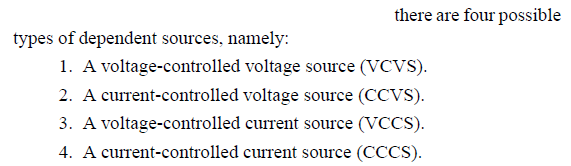 there are four possible
types of dependent sources, namely:
1. A voltage-controlled voltage source (VCVS).
2. A current-controlled voltage source (CCVS).
3. A voltage-controlled current source (VCCS).
4. A current-controlled current source (CCCS).